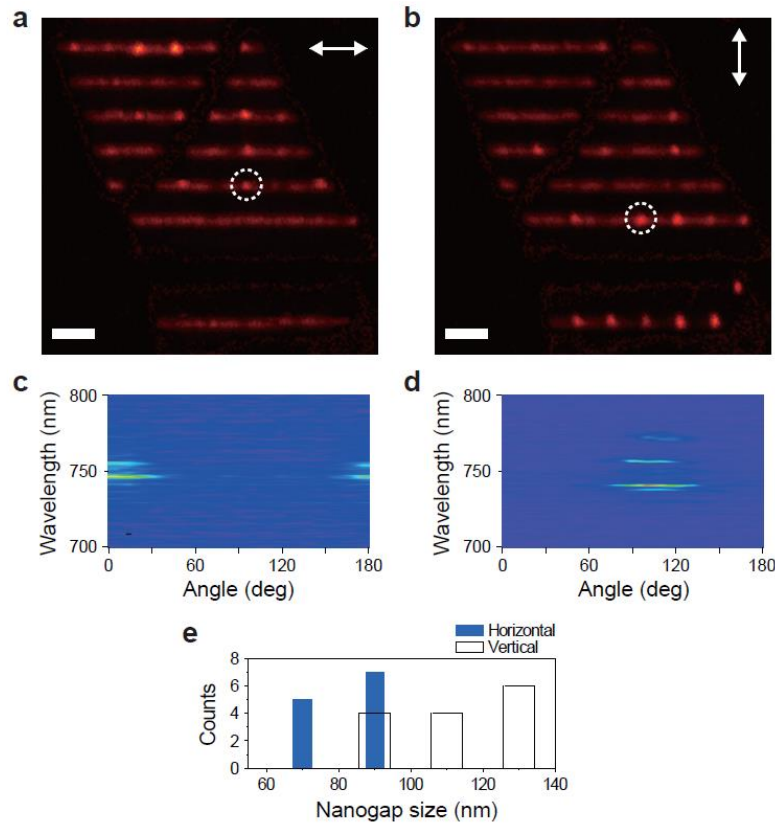 a
b
c
d
800
750
700
Wavelength (nm)
0 60 120 180
Angle (deg)
800
750
700
Wavelength (nm)
0 60 120 180
Angle (deg)
e
Horizontal
Vertical
8
6
4
2
0
Counts
60 80 100 120 140
Nanogap size (nm)